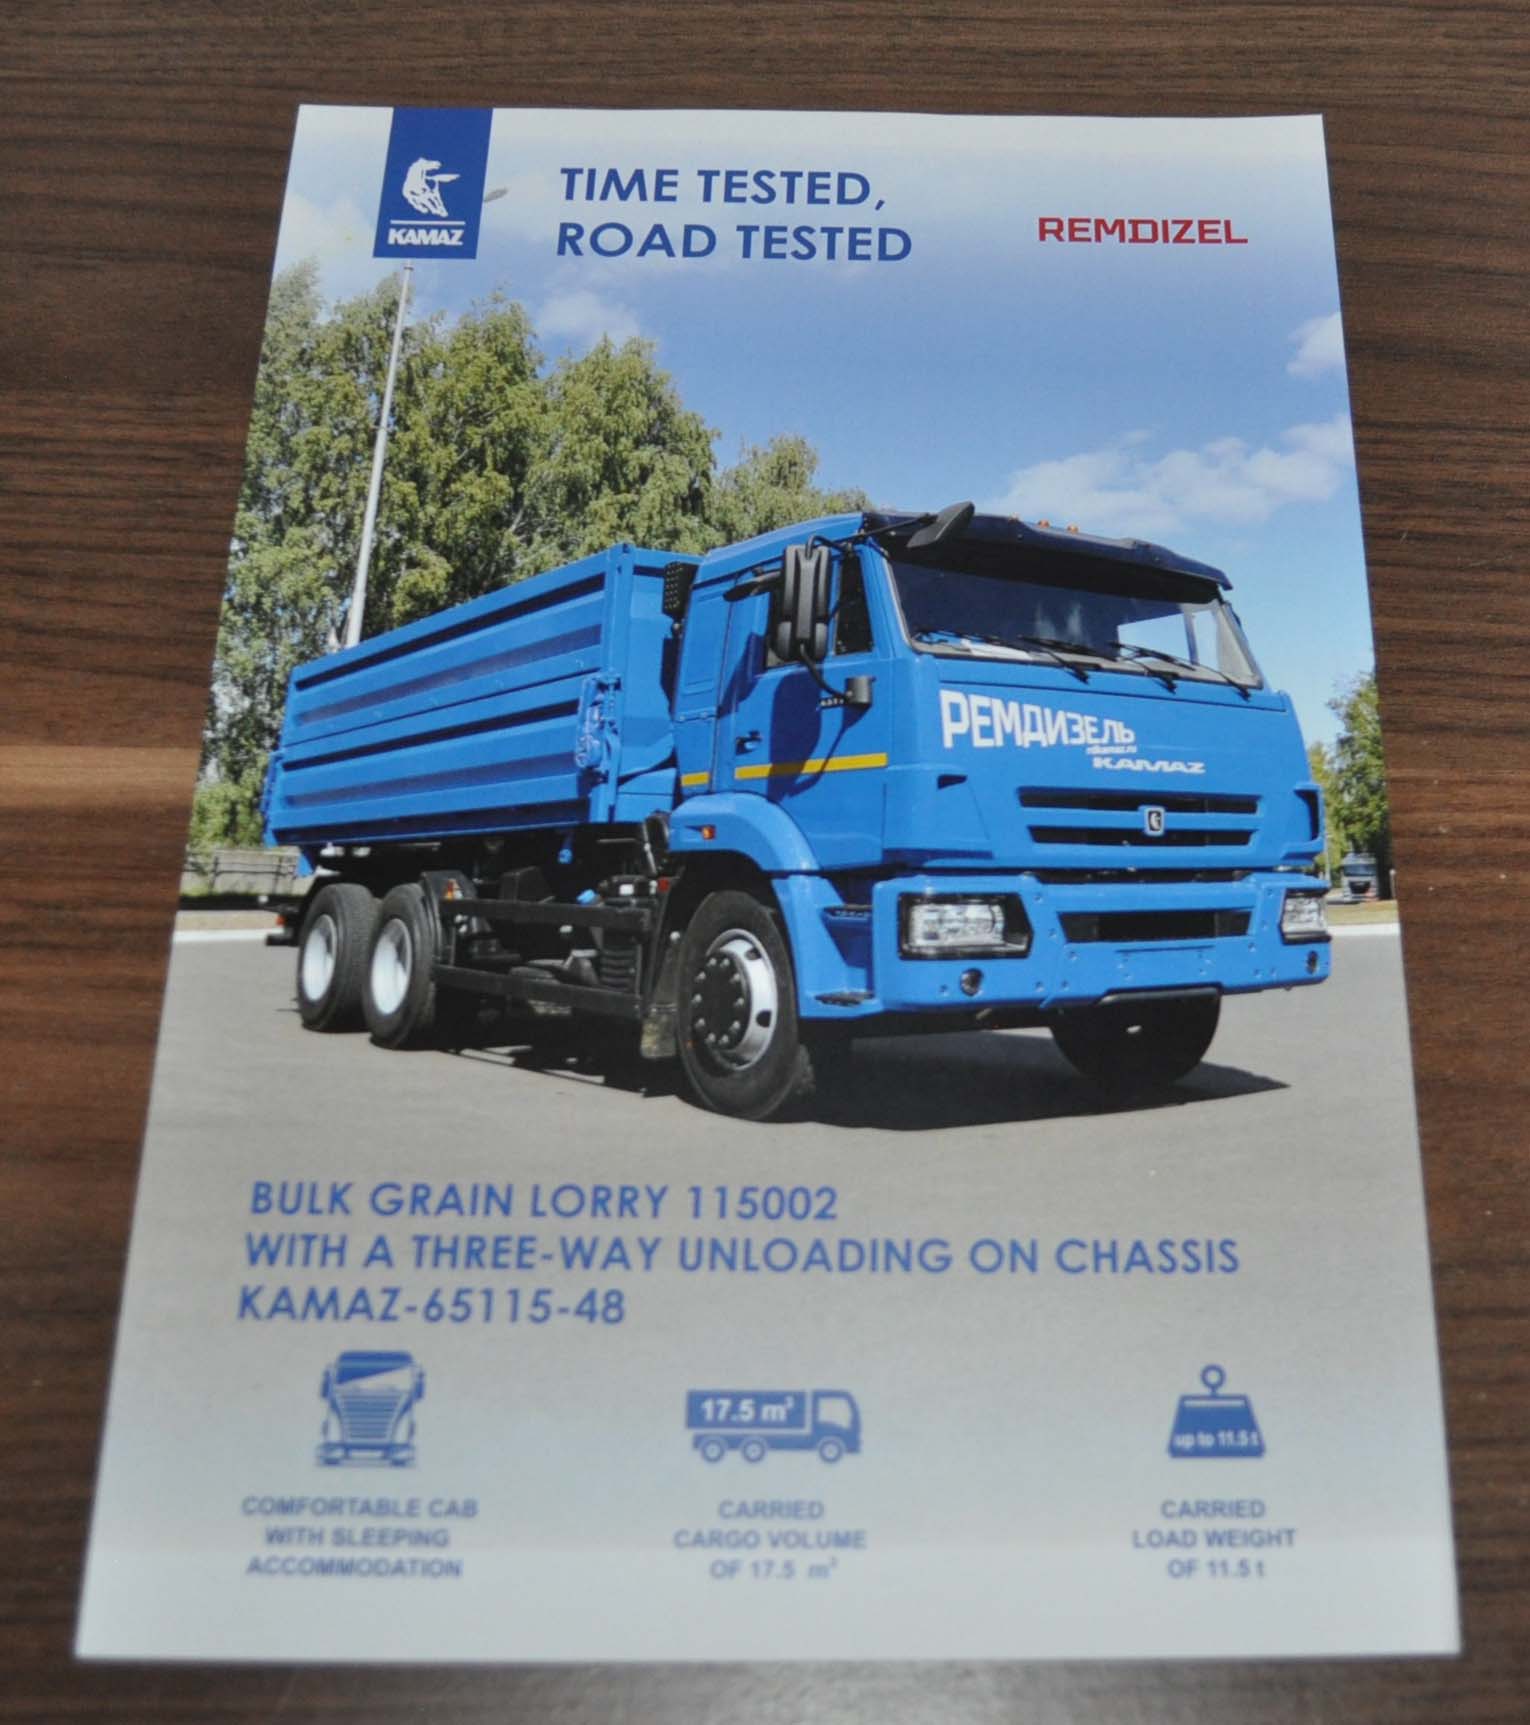 KAMAZ
TIME TESTED,
ROAD TESTED
REMDIZEL
РЕМДИЗЕЛЬ
rdkamaz.ru
KAMAZ
BULK GRAIN LORRY 115002
WITH A THREE-WAY UNLOADING ON CHASSIS
KAMAZ-65115-48
17.5 m³
up to 11.5 t
COMFORTABLE CAB
WITH SLEEPING
ACCOMMODATION
CARRIED
CARGO VOLUME
OF 17.5 m³
CARRIED
LOAD WEIGHT
OF 11.5 t